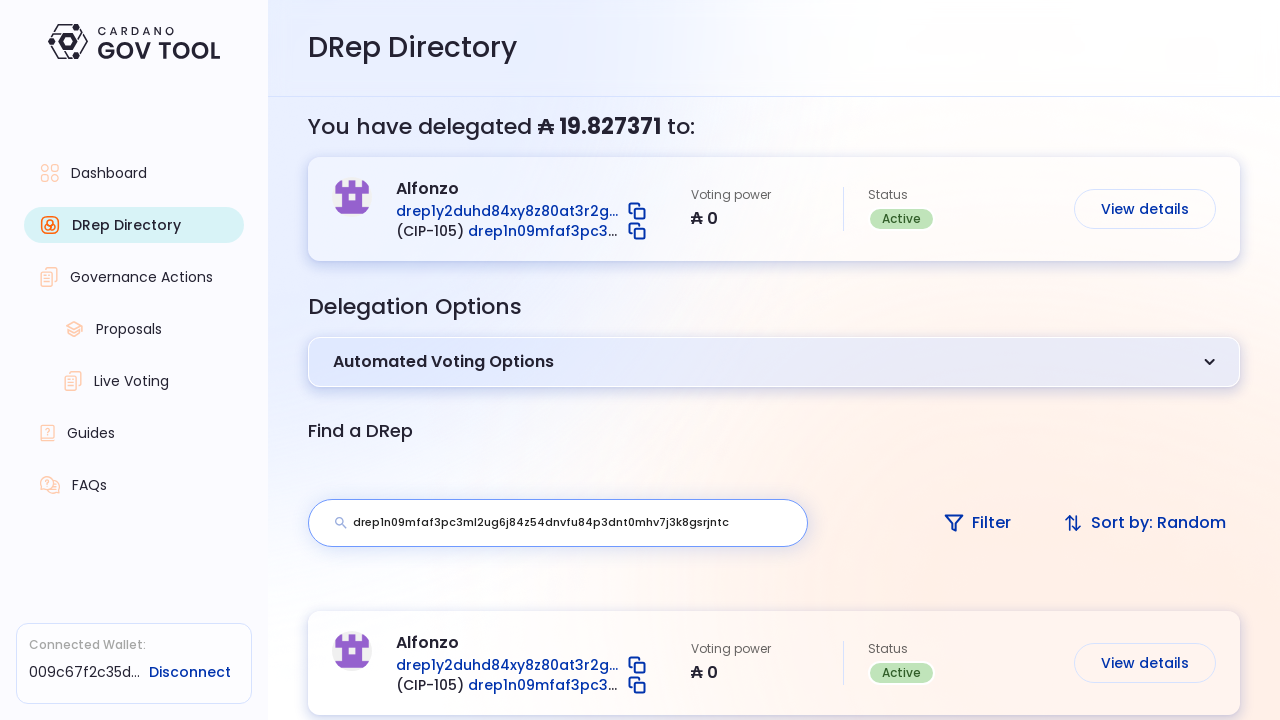 CARDANO
GOV TOOL
Dashboard
DRep Directory
Governance Actions
Proposals
Live Voting
Guides
FAQs
Connected Wallet:
009c67f2c35d... Disconnect
DRep Directory
You have delegated ₳ 19.827371 to:
Alfonzo
drep1y2duhd84xy8z80at3r2g...
(CIP-105) drep1n09mfaf3pc3...
Voting power
₳ 0
Status
Active
View details
Delegation Options
Automated Voting Options
Find a DRep
drep1n09mfaf3pc3ml2ug6j84z54dnvfu84p3dnt0mhv7j3k8gsrjntc
Filter
Sort by: Random
Alfonzo
drep1y2duhd84xy8z80at3r2g...
(CIP-105) drep1n09mfaf3pc3...
Voting power
₳ 0
Status
Active
View details